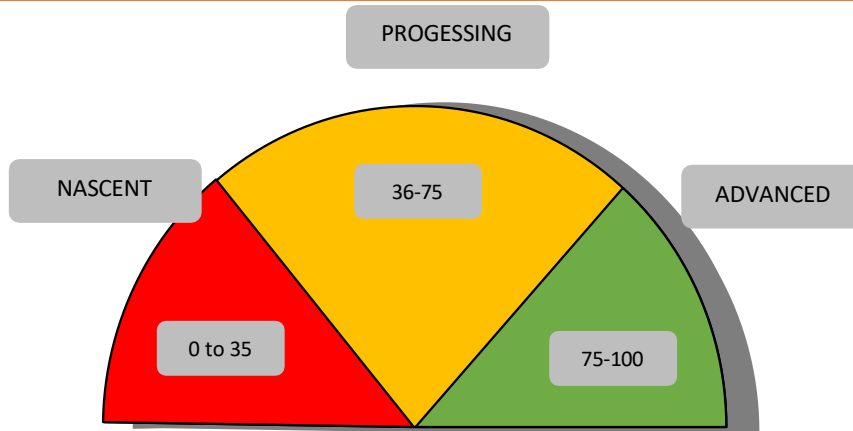 PROGESSING
NASCENT
36-75
ADVANCED
0 to 35
75-100